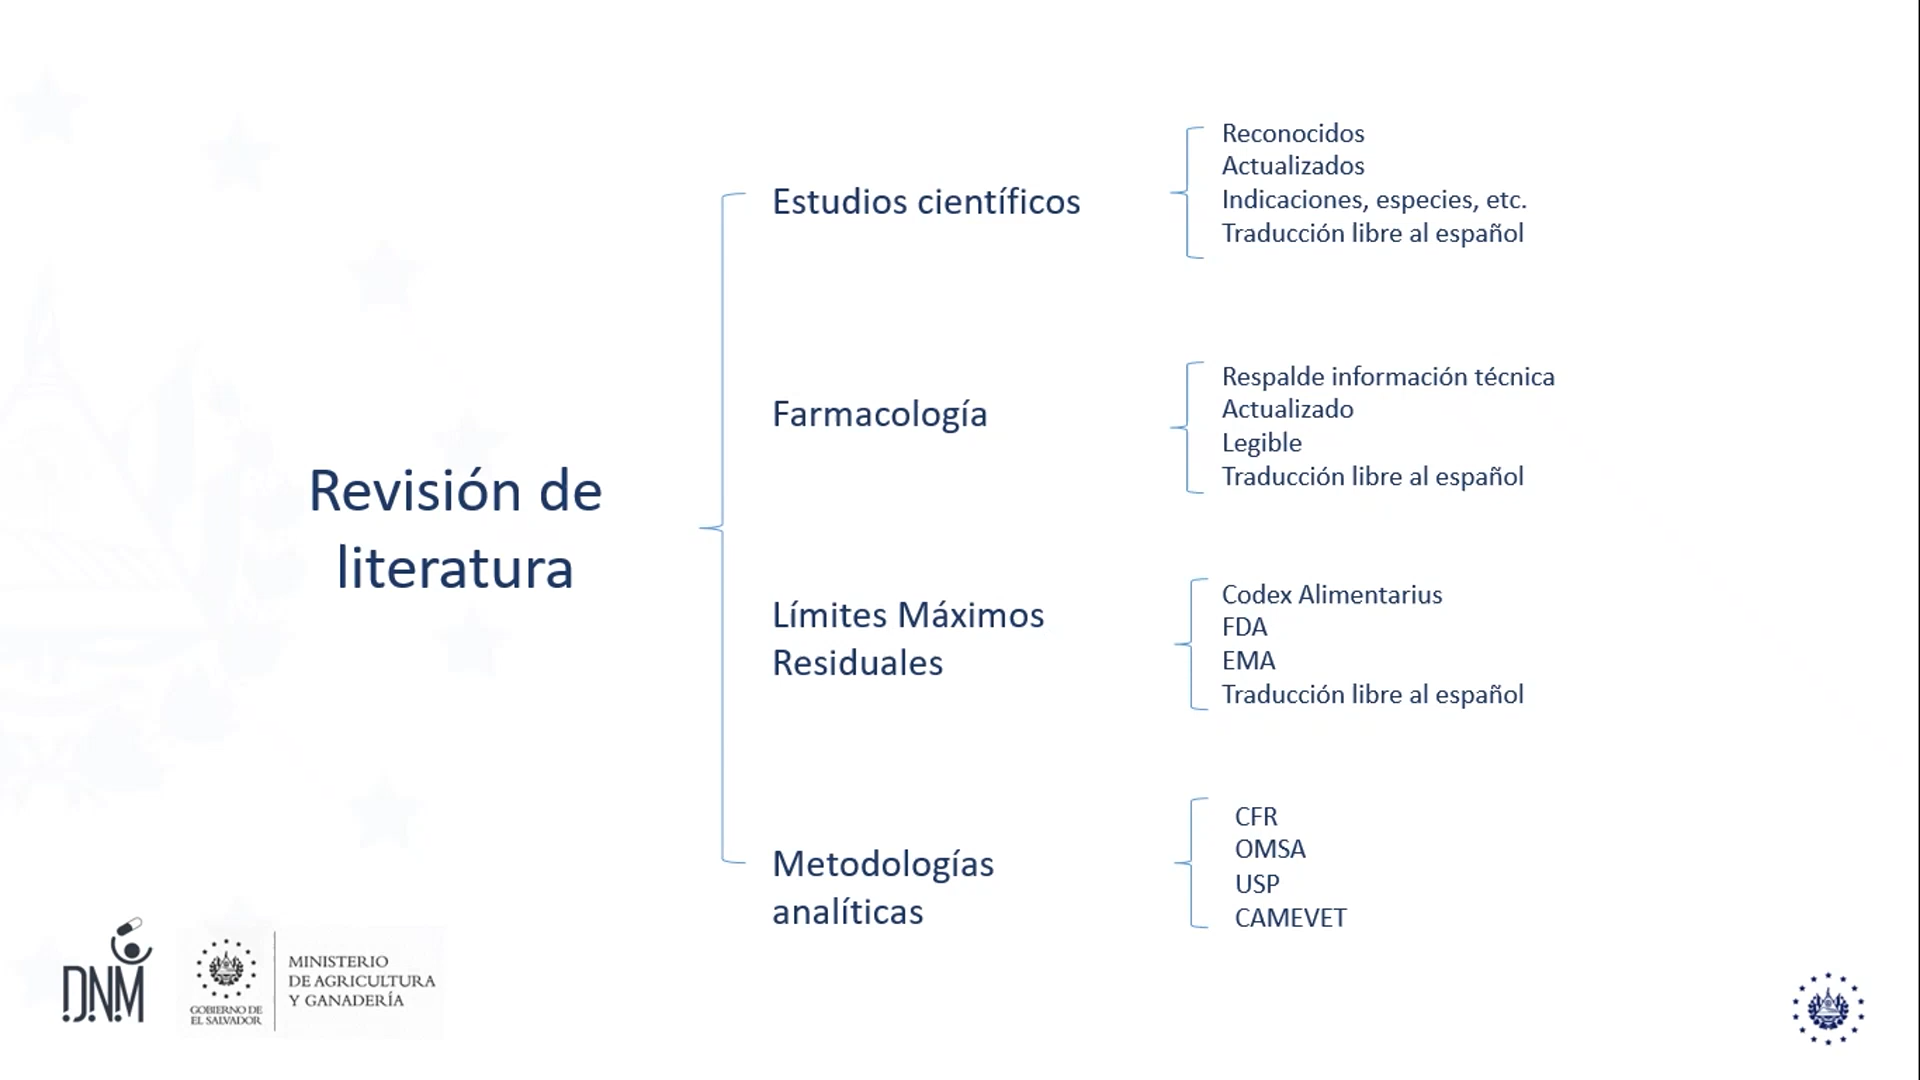 Revisión de
literatura
Estudios científicos
Reconocidos
Actualizados
Indicaciones, especies, etc.
Traducción libre al español
Farmacología
Respalde información técnica
Actualizado
Legible
Traducción libre al español
Límites Máximos
Residuales
Codex Alimentarius
FDA
EMA
Traducción libre al español
Metodologías
analíticas
CFR
OMSA
USP
CAMEVET
D.N.M
GOBIERNO DE
EL SALVADOR
MINISTERIO
DE AGRICULTURA
Y GANADERÍA